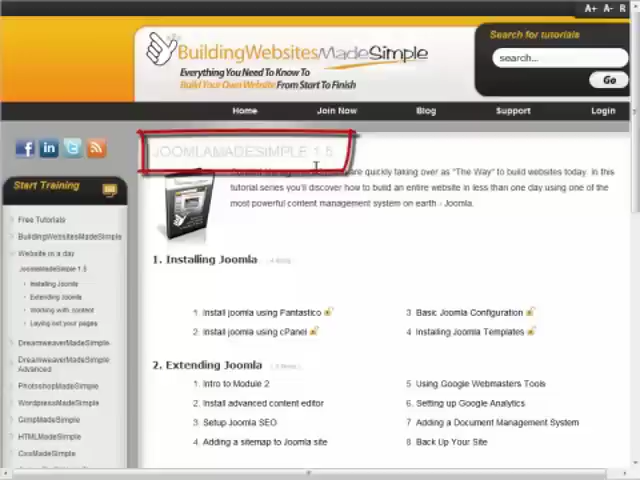 A+ A- R
BuildingWebsitesMadeSimple
Everything You Need To Know To
Build Your Own Website From Start To Finish
Search for tutorials
search...
Go
Home Join Now Blog Support Login
JOOMLAMADESIMPLE 1.5
are quickly taking over as "The Way" to build websites today. In this
tutorial series you'll discover how to build an entire website in less than one day using one of the
most powerful content management system on earth - Joomla.
Start Training
Free Tutorials
BuildingWebsitesMadeSimple
Website in a day
JoomlaMadeSimple 1.5
Installing Joomla
Extending Joomla
Working with content
Laying out your pages
DreamweaverMadeSimple
DreamweaverMadeSimple
Advanced
PhotoshopMadeSimple
WordpressMadeSimple
GimpMadeSimple
HTMLMadeSimple
CssMadeSimple
1. Installing Joomla
1 Install joomla using Fantastico
2 Install joomla using cPanel
3 Basic Joomla Configuration
4 Installing Joomla Templates
2. Extending Joomla
1 Intro to Module 2
2 Install advanced content editor
3 Setup Joomla SEO
4 Adding a sitemap to Joomla site
5 Using Google Webmasters Tools
6 Setting up Google Analytics
7 Adding a Document Management System
8 Back Up Your Site